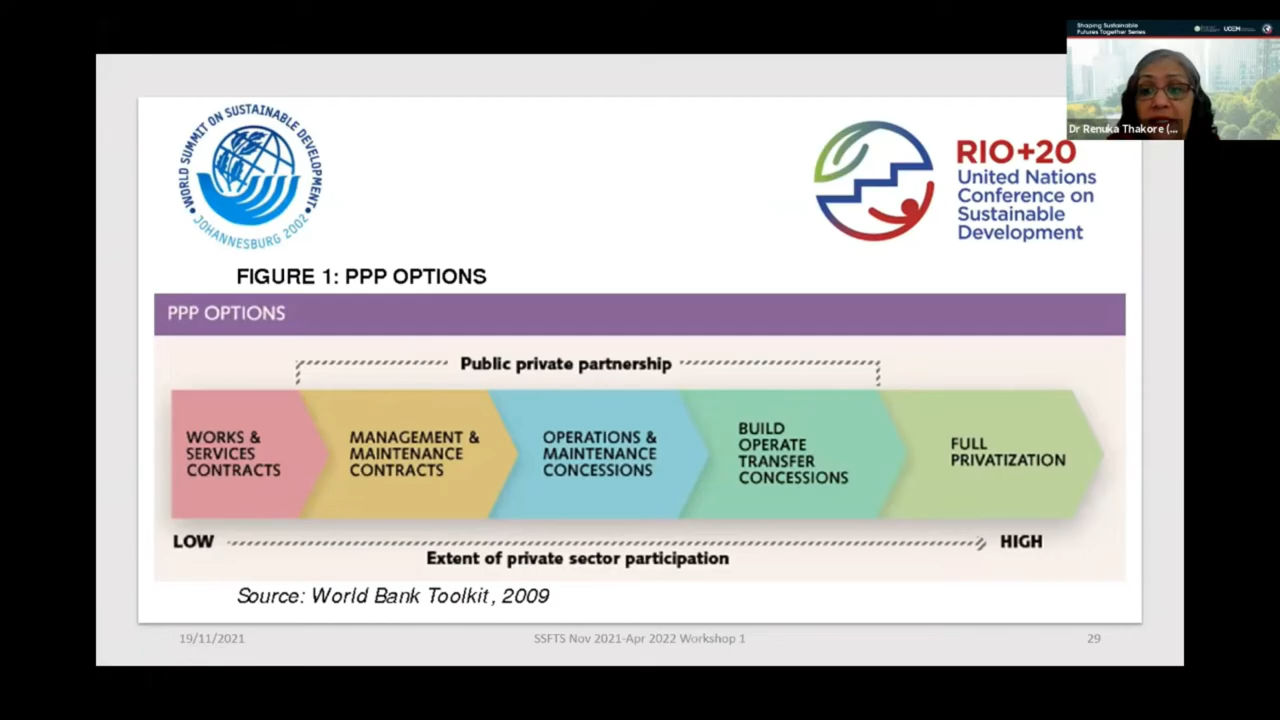 Shaping Sustainable
Futures Together Series
UCEM
Dr Renuka Thakore (...
WORLD SUMMIT ON SUSTAINABLE DEVELOPMENT
JOHANNESBURG 2002
RIO+20
United Nations
Conference on
Sustainable
Development
FIGURE 1: PPP OPTIONS
PPP OPTIONS
Public private partnership
WORKS &
SERVICES
CONTRACTS
MANAGEMENT &
MAINTENANCE
CONTRACTS
OPERATIONS &
MAINTENANCE
CONCESSIONS
BUILD
OPERATE
TRANSFER
CONCESSIONS
FULL
PRIVATIZATION
LOW
HIGH
Extent of private sector participation
Source: World Bank Toolkit, 2009
19/11/2021
SSFTS Nov 2021-Apr 2022 Workshop 1
29